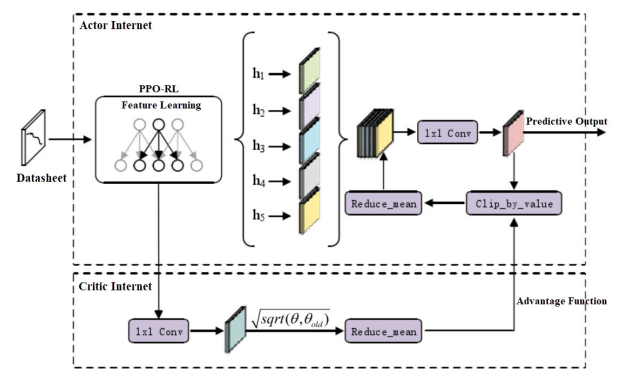 Actor Internet
PPO-RL
Feature Learning
Datasheet
h1
h2
h3
h4
h5
1x1 Conv
Predictive Output
Reduce_mean
Clip_by_value
Critic Internet
Advantage Function
1x1 Conv
√sqrt(θ,θold)
Reduce_mean